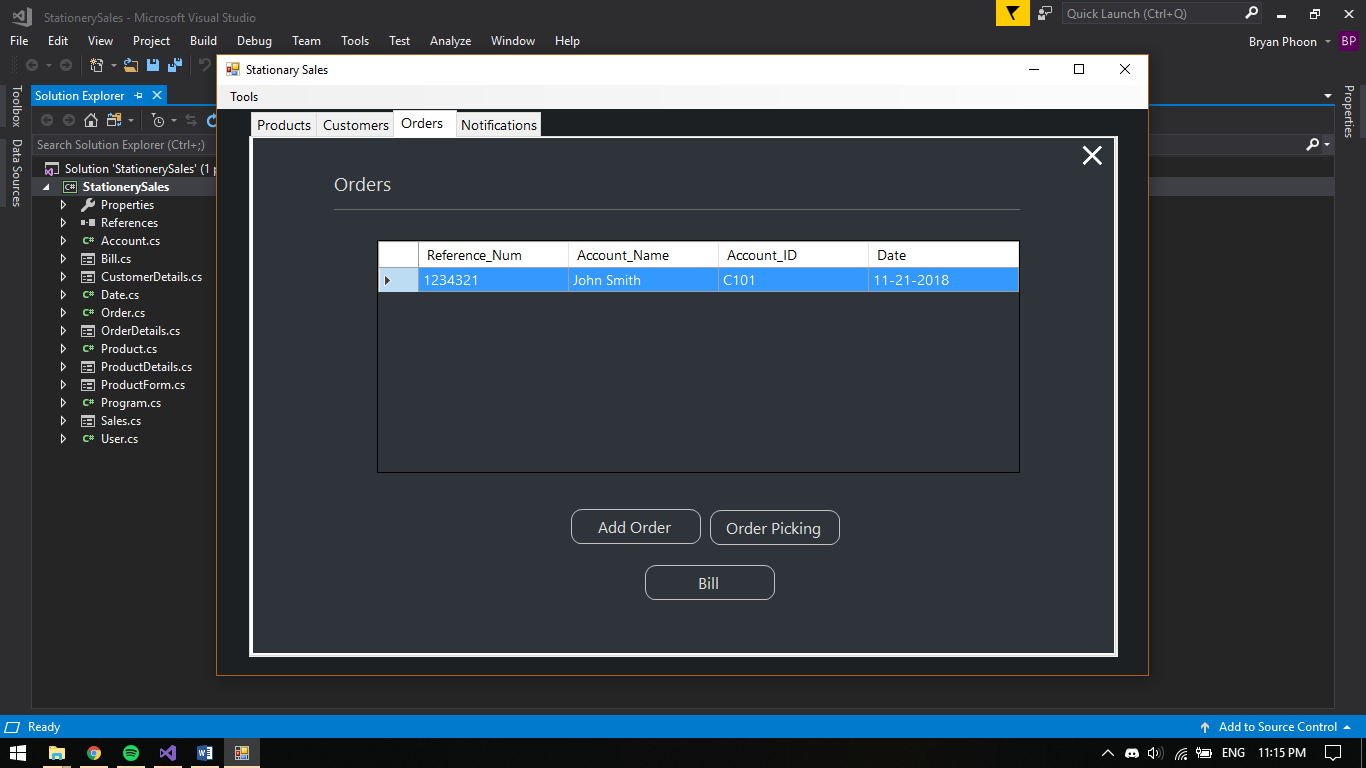 StationerySales - Microsoft Visual Studio
Quick Launch (Ctrl+Q)
File Edit View Project Build Debug Team Tools Test Analyze Window Help
Bryan Phoon BP
Stationary Sales
Tools
Products Customers Orders Notifications
Toolbox
Data Sources
Properties
Solution Explorer
Search Solution Explorer (Ctrl+;)
Solution 'StationerySales' (1
C# StationerySales
Properties
References
C# Account.cs
Bill.cs
CustomerDetails.cs
C# Date.cs
C# Order.cs
OrderDetails.cs
C# Product.cs
ProductDetails.cs
ProductForm.cs
C# Program.cs
Sales.cs
C# User.cs
Orders
Reference_Num Account_Name Account_ID Date
1234321 John Smith C101 11-21-2018
Add Order Order Picking
Bill
Ready
Add to Source Control
ENG 11:15 PM